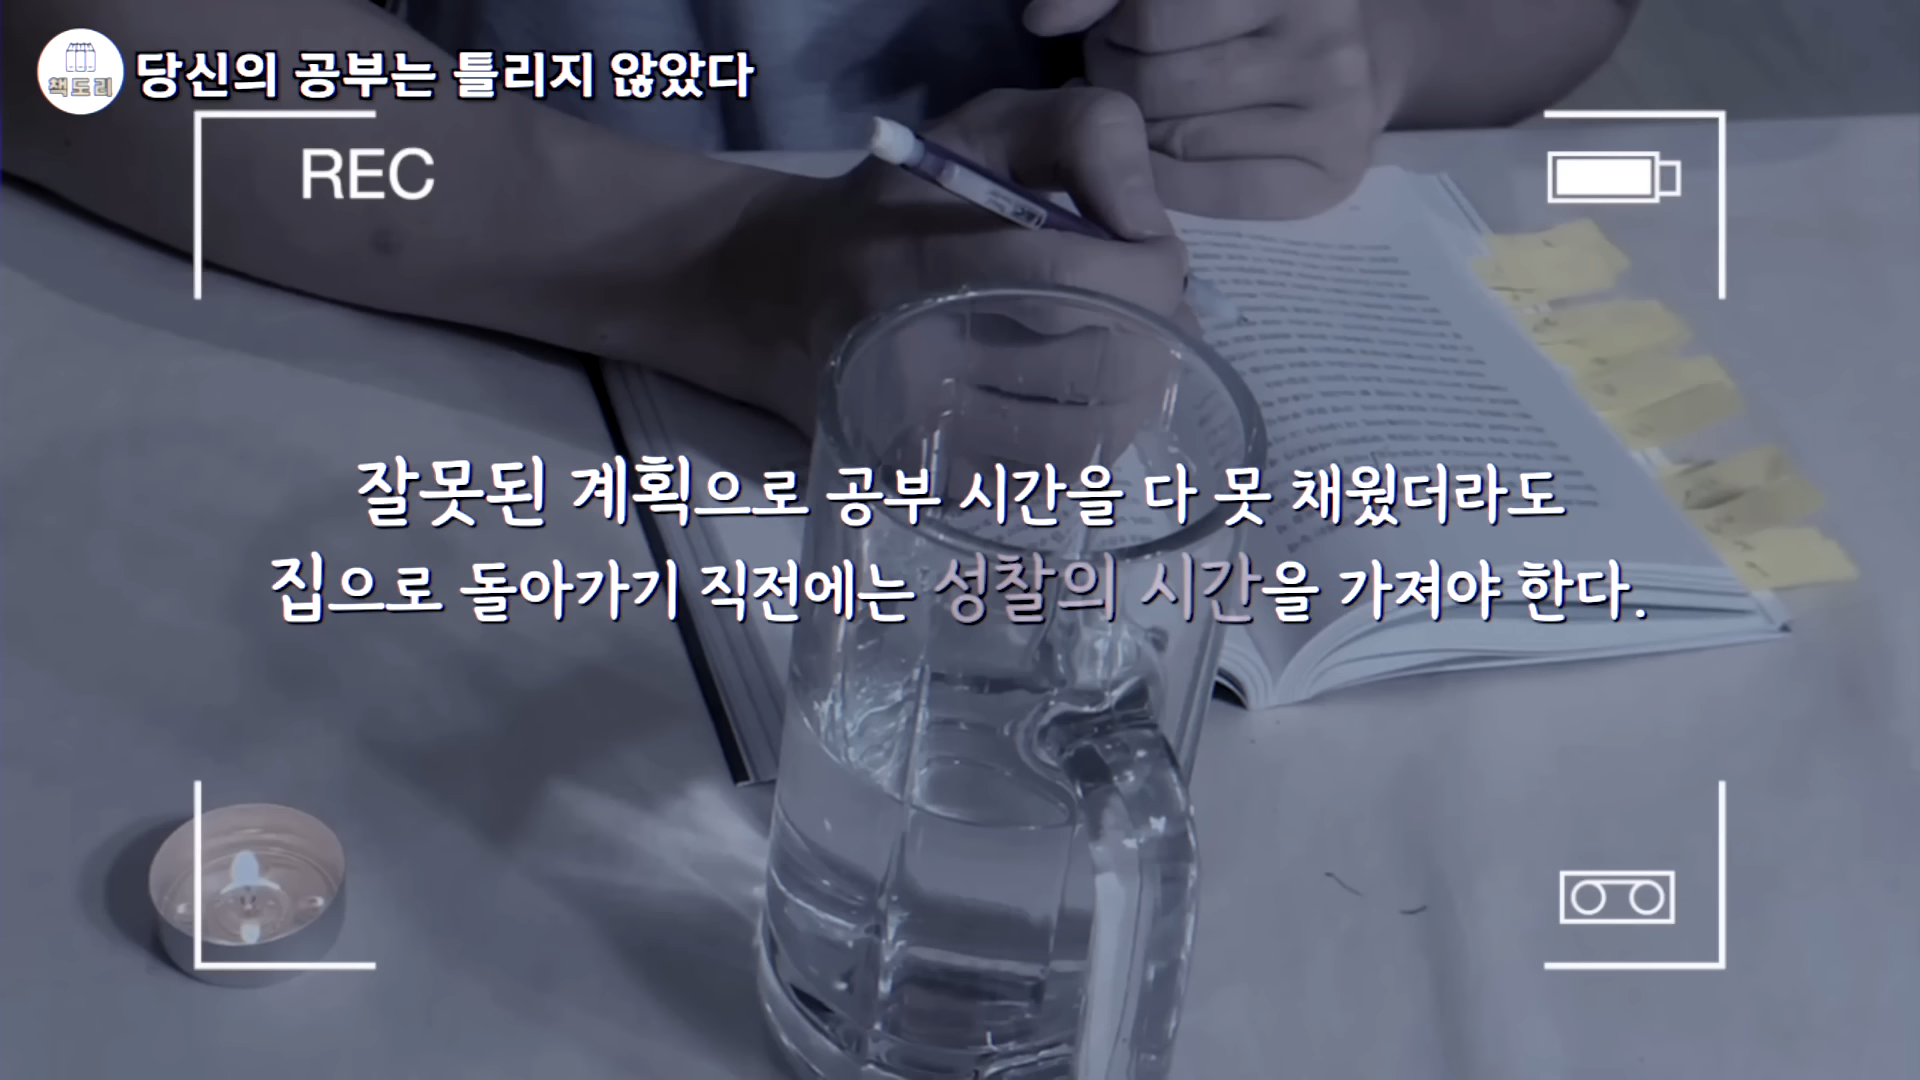 책도리
당신의 공부는 틀리지 않았다
REC
잘못된 계획으로 공부 시간을 다 못 채웠더라도
집으로 돌아가기 직전에는 성찰의 시간을 가져야 한다.